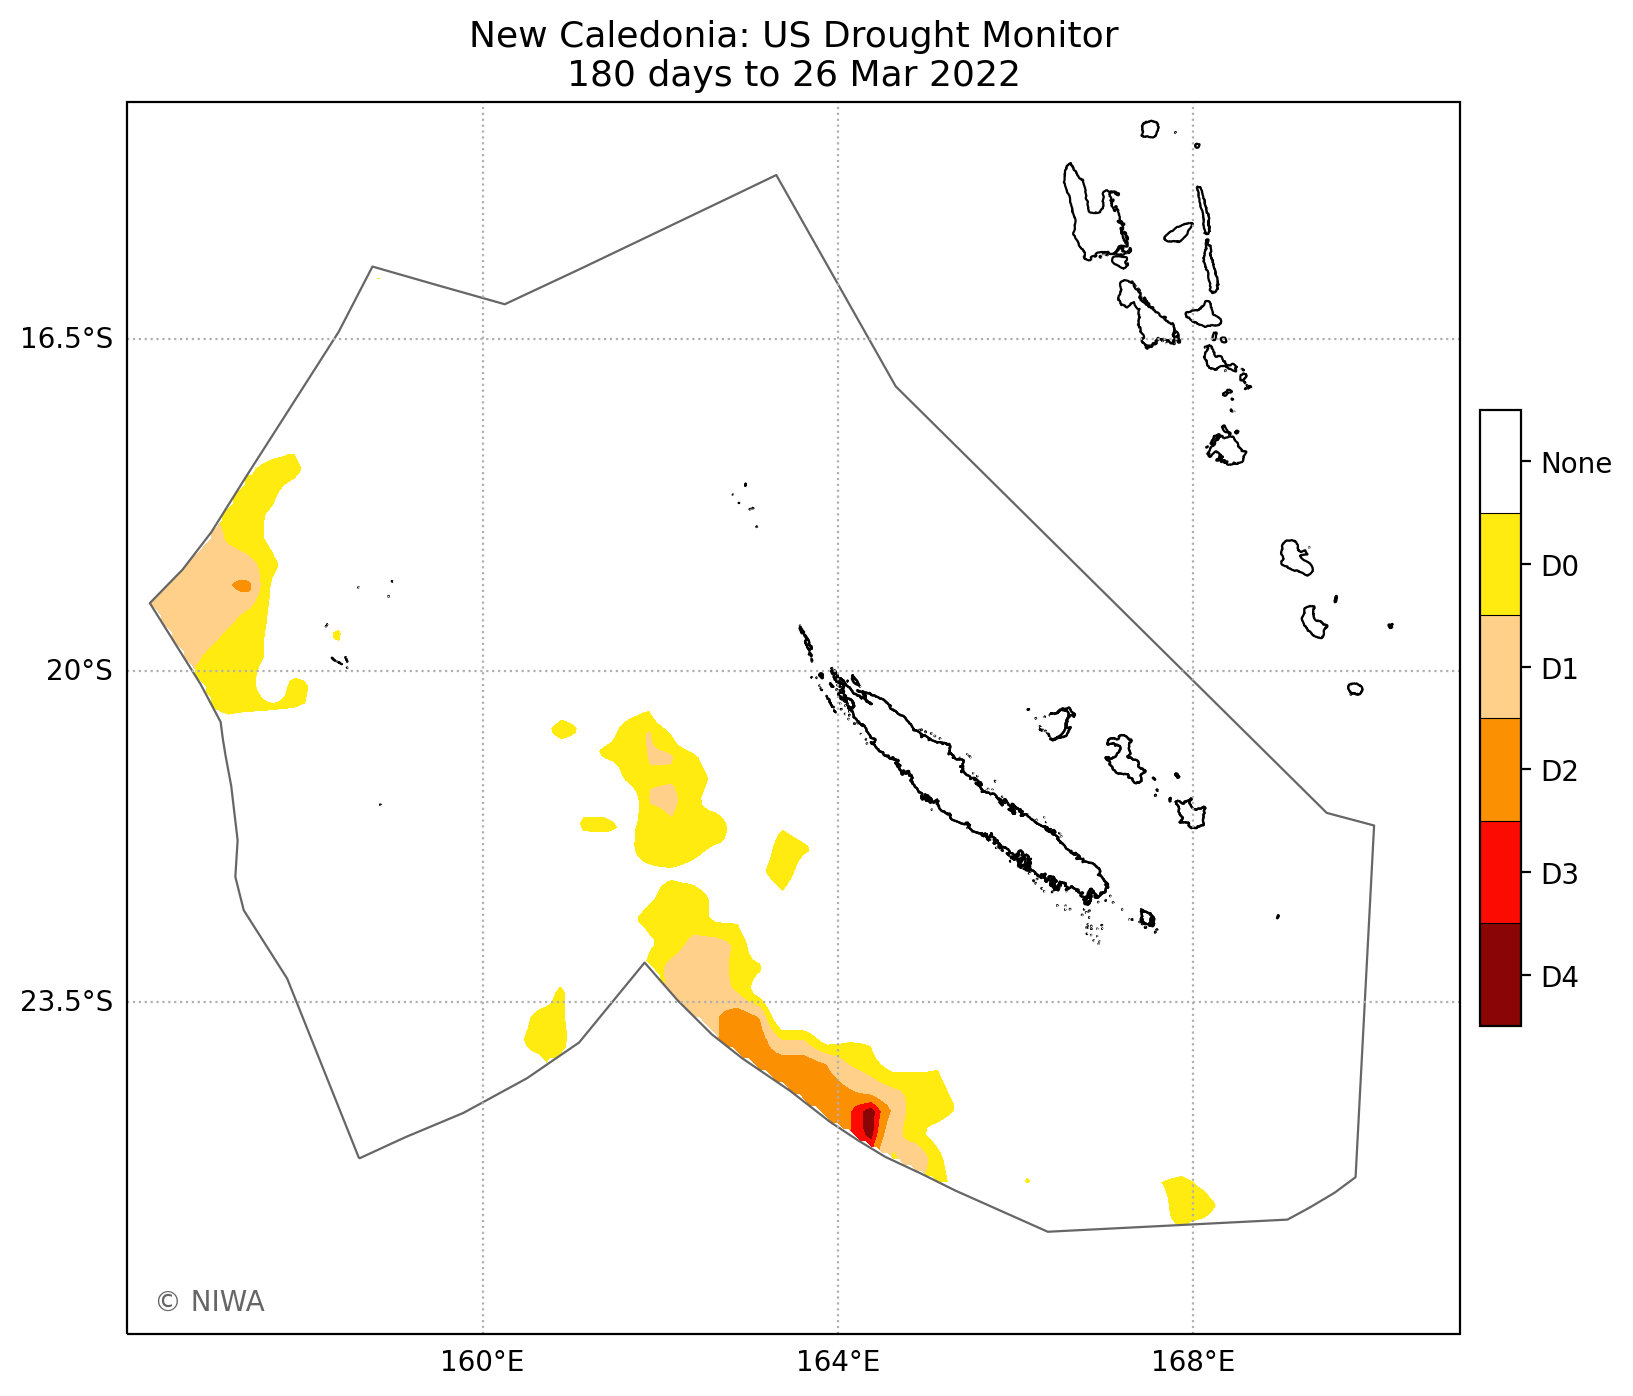 New Caledonia: US Drought Monitor
180 days to 26 Mar 2022
16.5°S
20°S
23.5°S
160°E
164°E
168°E
None
D0
D1
D2
D3
D4
© NIWA